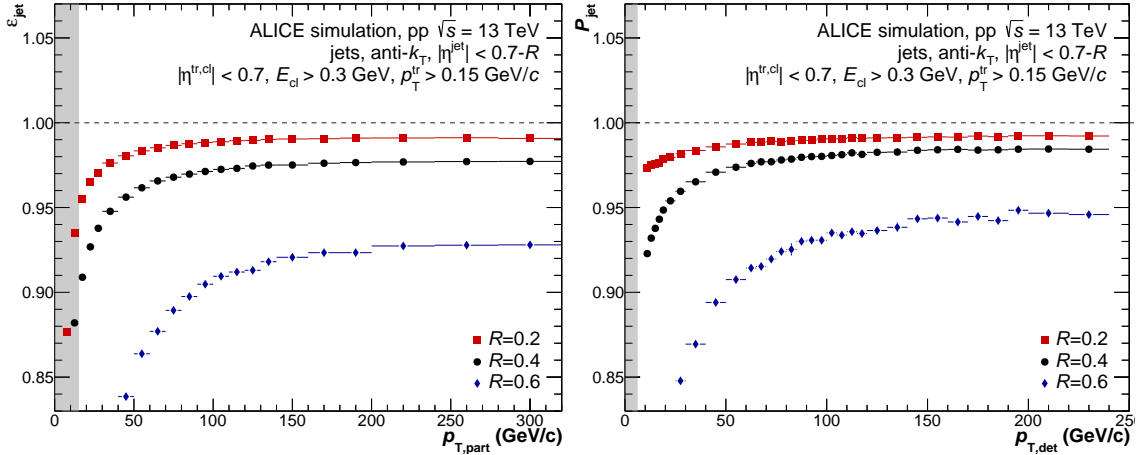 ε_jet
1.05
1.00
0.95
0.90
0.85
ALICE simulation, pp √s = 13 TeV
jets, anti-k_T, |η^jet| < 0.7-R
|η^tr,cl| < 0.7, E_cl > 0.3 GeV, p_T^tr > 0.15 GeV/c
R=0.2
R=0.4
R=0.6
0 50 100 150 200 250 300
p_T,part (GeV/c)
P_jet
1.05
1.00
0.95
0.90
0.85
ALICE simulation, pp √s = 13 TeV
jets, anti-k_T, |η^jet| < 0.7-R
|η^tr,cl| < 0.7, E_cl > 0.3 GeV, p_T^tr > 0.15 GeV/c
R=0.2
R=0.4
R=0.6
0 50 100 150 200 250
p_T,det (GeV/c)